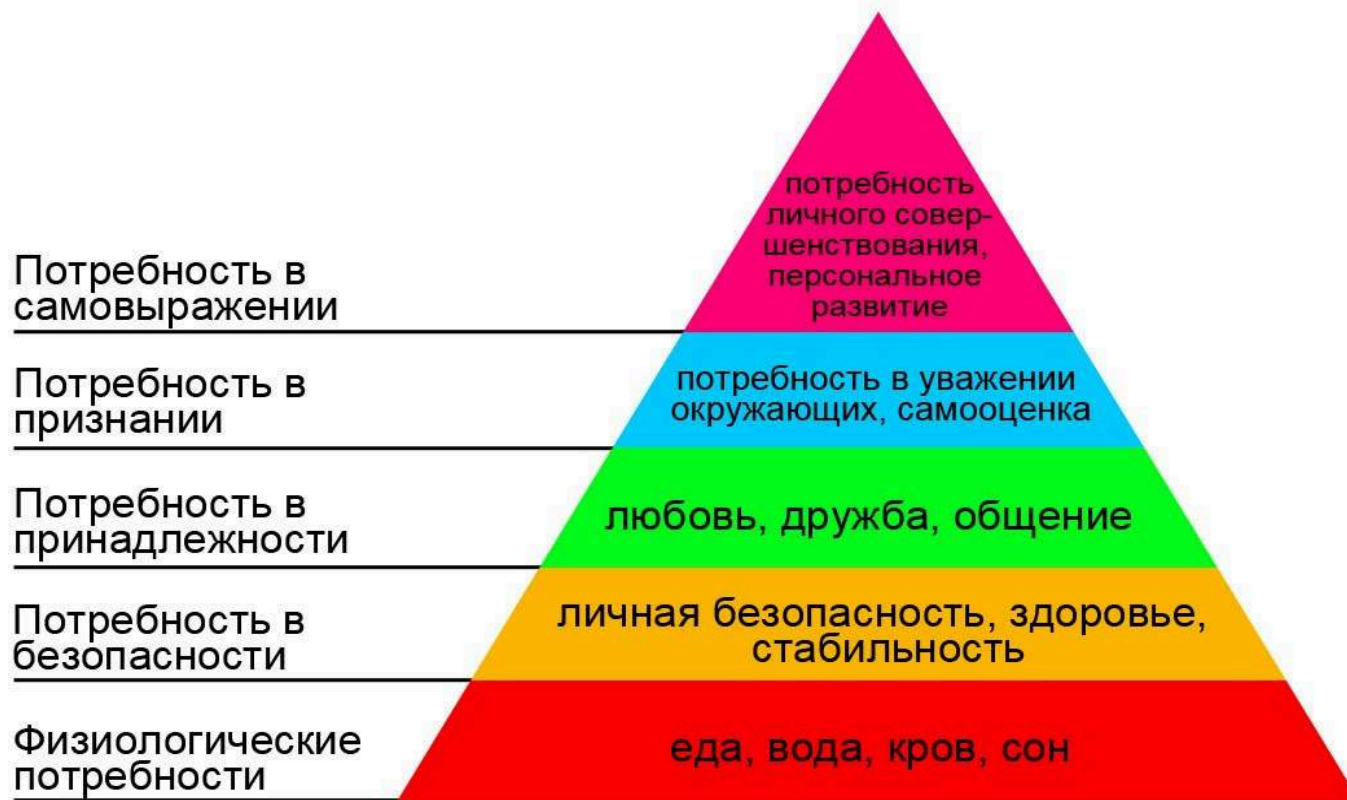 потребность
личного совер-
шенствования,
персональное
развитие
Потребность в
самовыражении
потребность в уважении
окружающих, самооценка
Потребность в
признании
любовь, дружба, общение
Потребность в
принадлежности
личная безопасность, здоровье,
стабильность
Потребность в
безопасности
еда, вода, кров, сон
Физиологические
потребности